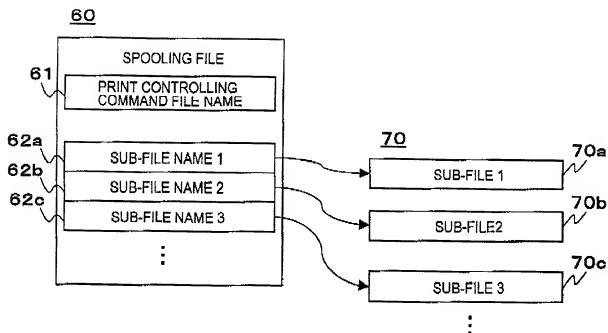 60
SPOOLING FILE
61
PRINT CONTROLLING
COMMAND FILE NAME
62a
SUB-FILE NAME 1
62b
SUB-FILE NAME 2
62c
SUB-FILE NAME 3
70
70a
SUB-FILE 1
70b
SUB-FILE2
70c
SUB-FILE 3